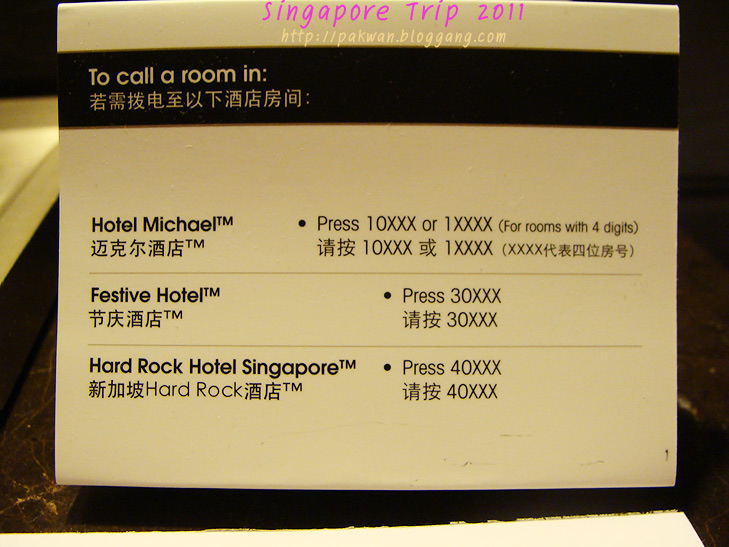 Singapore Trip 2011
http://pakwan.bloggang.com
To call a room in:
若需拨电至以下酒店房间:
Hotel Michael™ • Press 10XXX or 1XXXX (For rooms with 4 digits)
迈克尔酒店™ 请按 10XXX 或 1XXXX (XXXX代表四位房号)
Festive Hotel™ • Press 30XXX
节庆酒店™ 请按 30XXX
Hard Rock Hotel Singapore™ • Press 40XXX
新加坡Hard Rock酒店™ 请按 40XXX